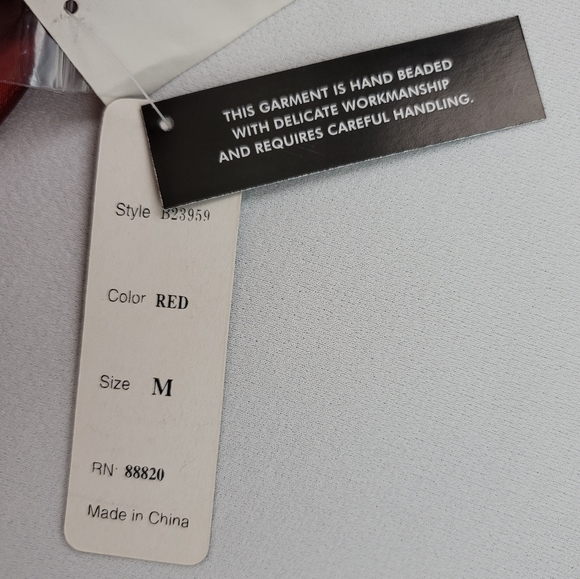 THIS GARMENT IS HAND BEADED
WITH DELICATE WORKMANSHIP
AND REQUIRES CAREFUL HANDLING.
Style B23959
Color RED
Size M
RN: 88820
Made in China